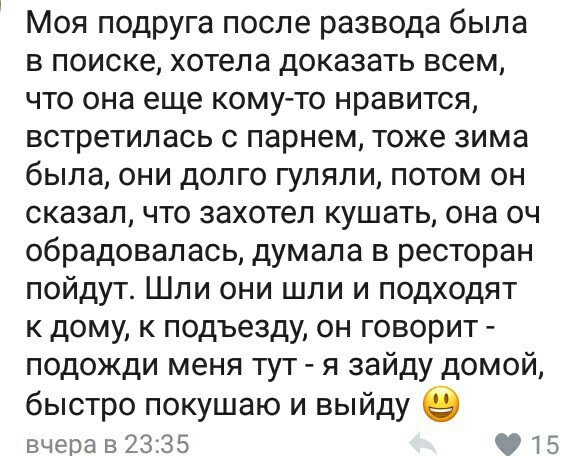 Моя подруга после развода была
в поиске, хотела доказать всем,
что она еще кому-то нравится,
встретилась с парнем, тоже зима
была, они долго гуляли, потом он
сказал, что захотел кушать, она оч
обрадовалась, думала в ресторан
пойдут. Шли они шли и подходят
к дому, к подъезду, он говорит -
подожди меня тут - я зайду домой,
быстро покушаю и выйду 😃
вчера в 23:35 15